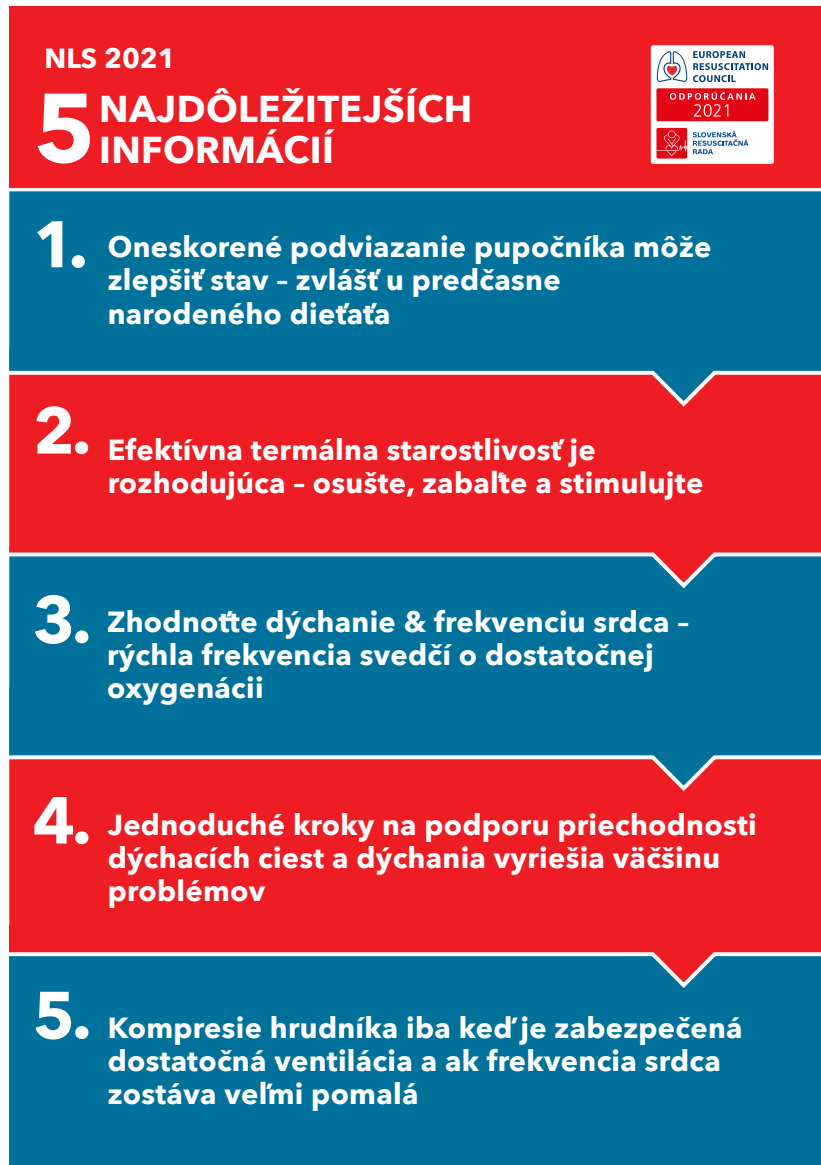 NLS 2021
5 NAJDÔLEŽITEJŠÍCH
INFORMÁCIÍ
EUROPEAN
RESUSCITATION
COUNCIL
ODPORÚČANIA
2021
SLOVENSKÁ
RESUSCITAČNÁ
RADA
1. Oneskorené podviazanie pupočníka môže
zlepšiť stav – zvlášť u predčasne
narodeného dieťaťa
2. Efektívna termálna starostlivosť je
rozhodujúca – osušte, zabaľte a stimulujte
3. Zhodnoťte dýchanie & frekvenciu srdca –
rýchla frekvencia svedčí o dostatočnej
oxygenácii
4. Jednoduché kroky na podporu priechodnosti
dýchacích ciest a dýchania vyriešia väčšinu
problémov
5. Kompresie hrudníka iba keď je zabezpečená
dostatočná ventilácia a ak frekvencia srdca
zostáva veľmi pomalá